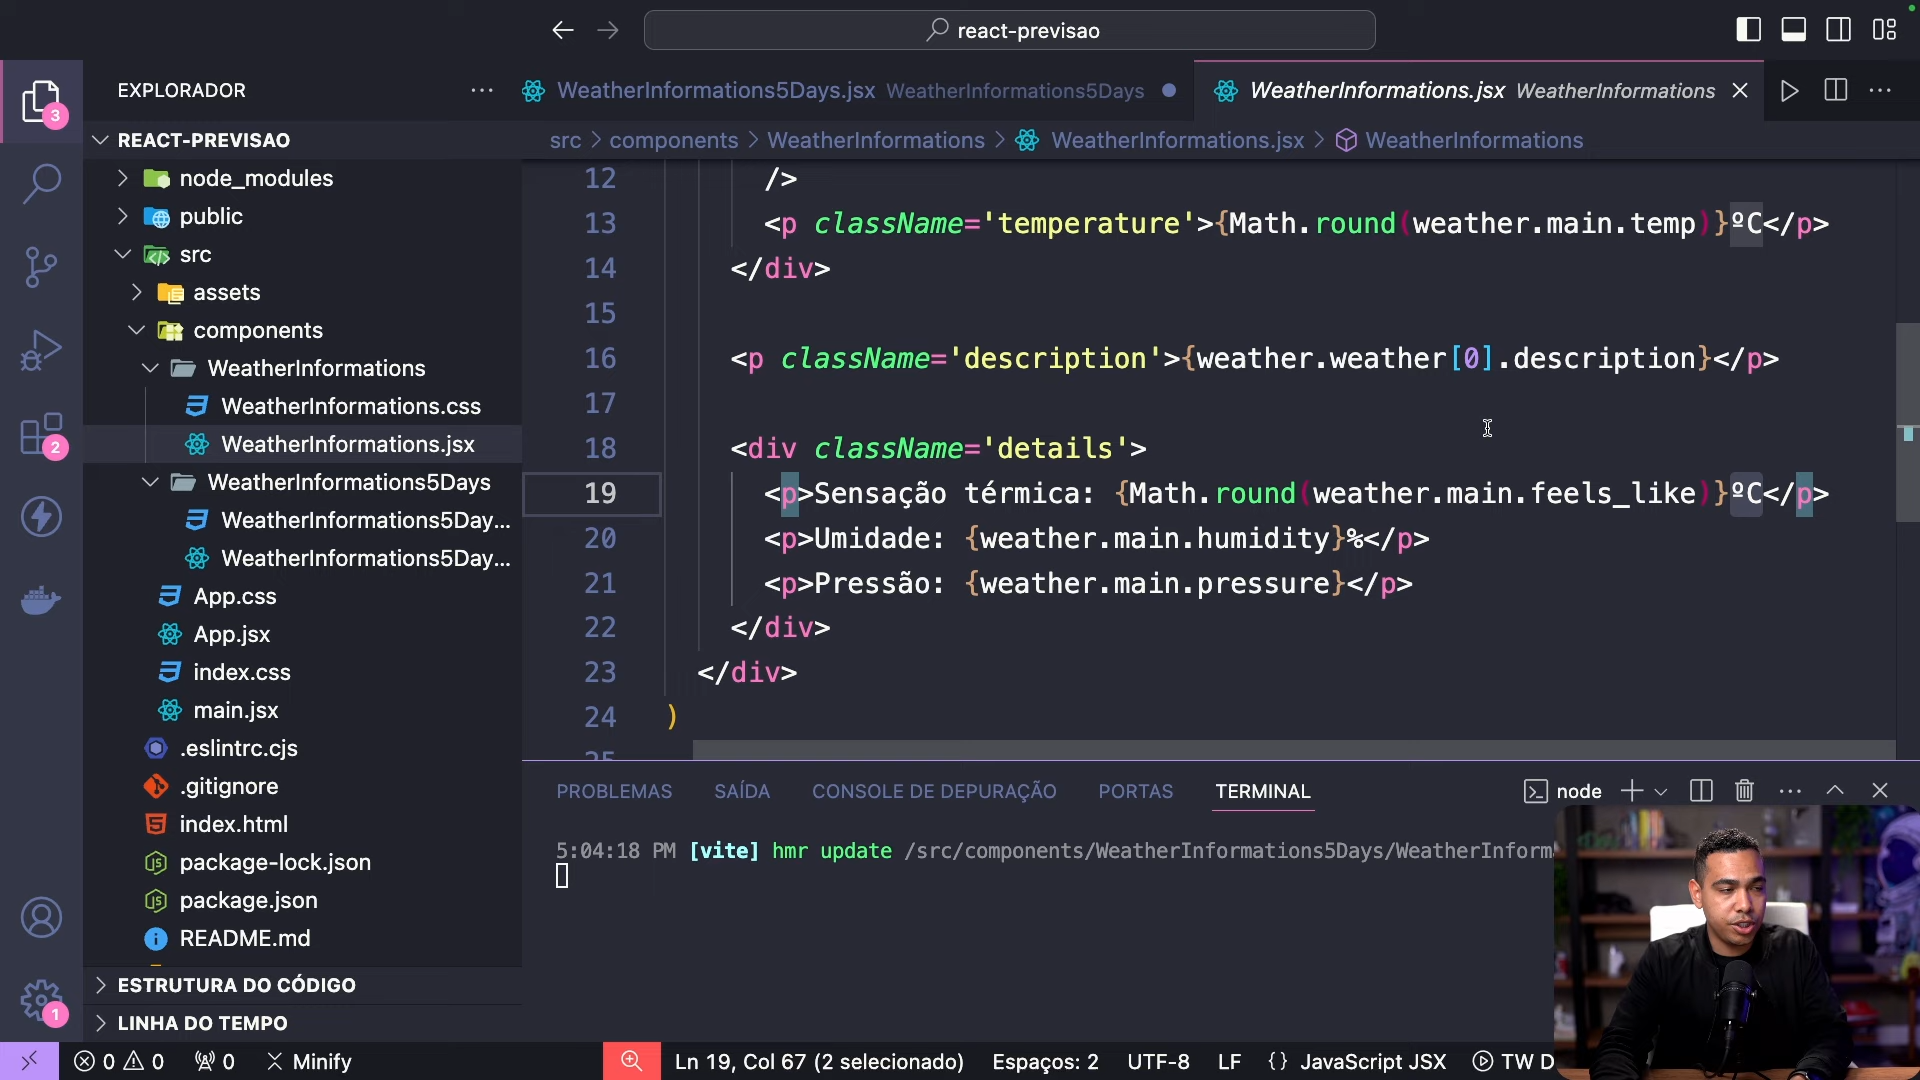 react-previsao
EXPLORADOR
WeatherInformations5Days.jsx WeatherInformations5Days
WeatherInformations.jsx WeatherInformations
src > components > WeatherInformations > WeatherInformations.jsx > WeatherInformations
3
2
1
REACT-PREVISAO
node_modules
public
src
assets
components
WeatherInformations
WeatherInformations.css
WeatherInformations.jsx
WeatherInformations5Days
WeatherInformations5Day...
WeatherInformations5Day...
App.css
App.jsx
index.css
main.jsx
.eslintrc.cjs
.gitignore
index.html
package-lock.json
package.json
README.md
ESTRUTURA DO CÓDIGO
LINHA DO TEMPO
12 />
13 <p className='temperature'>{Math.round(weather.main.temp)}ºC</p>
14 </div>
15
16 <p className='description'>{weather.weather[0].description}</p>
17
18 <div className='details'>
19 <p>Sensação térmica: {Math.round(weather.main.feels_like)}ºC</p>
20 <p>Umidade: {weather.main.humidity}%</p>
21 <p>Pressão: {weather.main.pressure}</p>
22 </div>
23 </div>
24 )
25
PROBLEMAS SAÍDA CONSOLE DE DEPURAÇÃO PORTAS TERMINAL
node
5:04:18 PM [vite] hmr update /src/components/WeatherInformations5Days/WeatherInform
0 0 0 Minify
Ln 19, Col 67 (2 selecionado) Espaços: 2 UTF-8 LF {} JavaScript JSX TW D